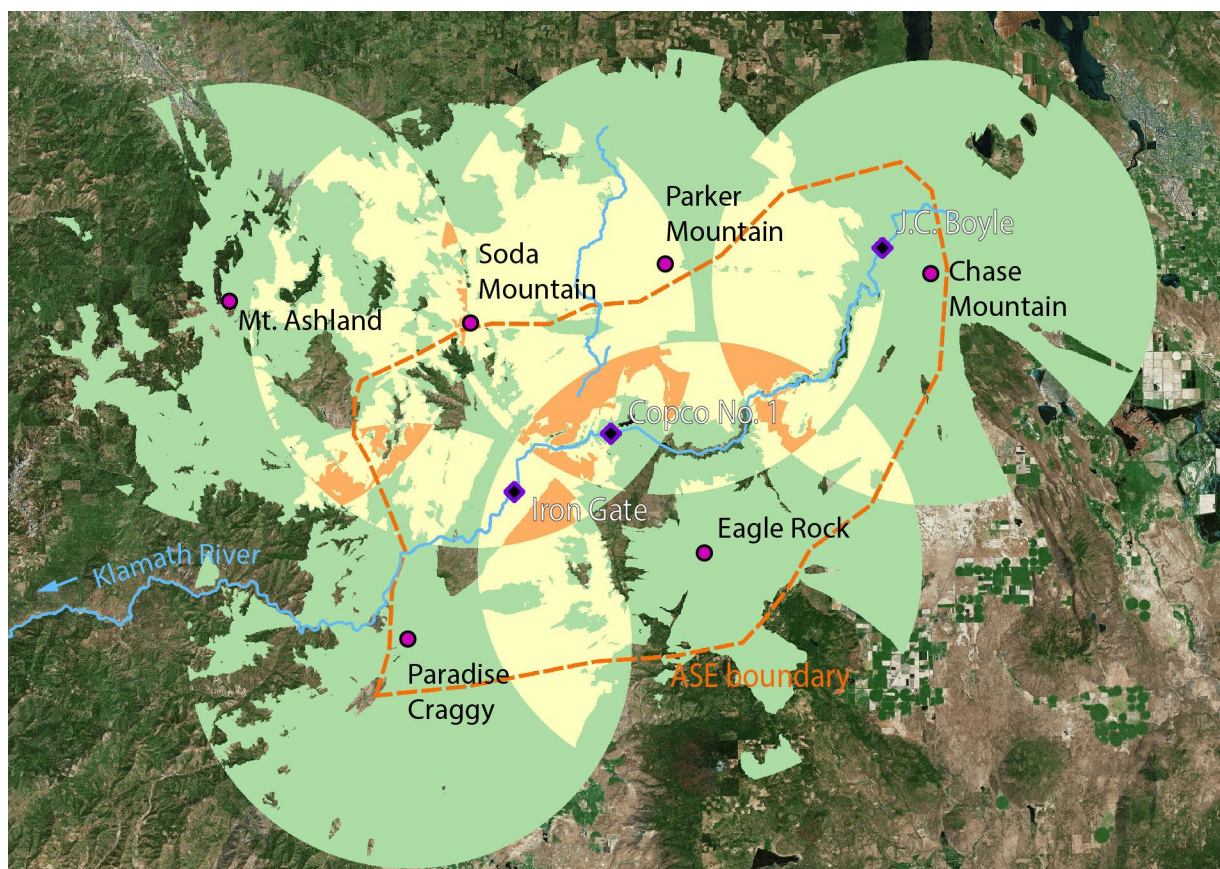 Parker
Mountain
J.C. Boyle
Soda
Mountain
Chase
Mountain
Mt. Ashland
Copco No. 1
Iron Gate
Eagle Rock
Klamath River
ASE boundary
Paradise
Craggy